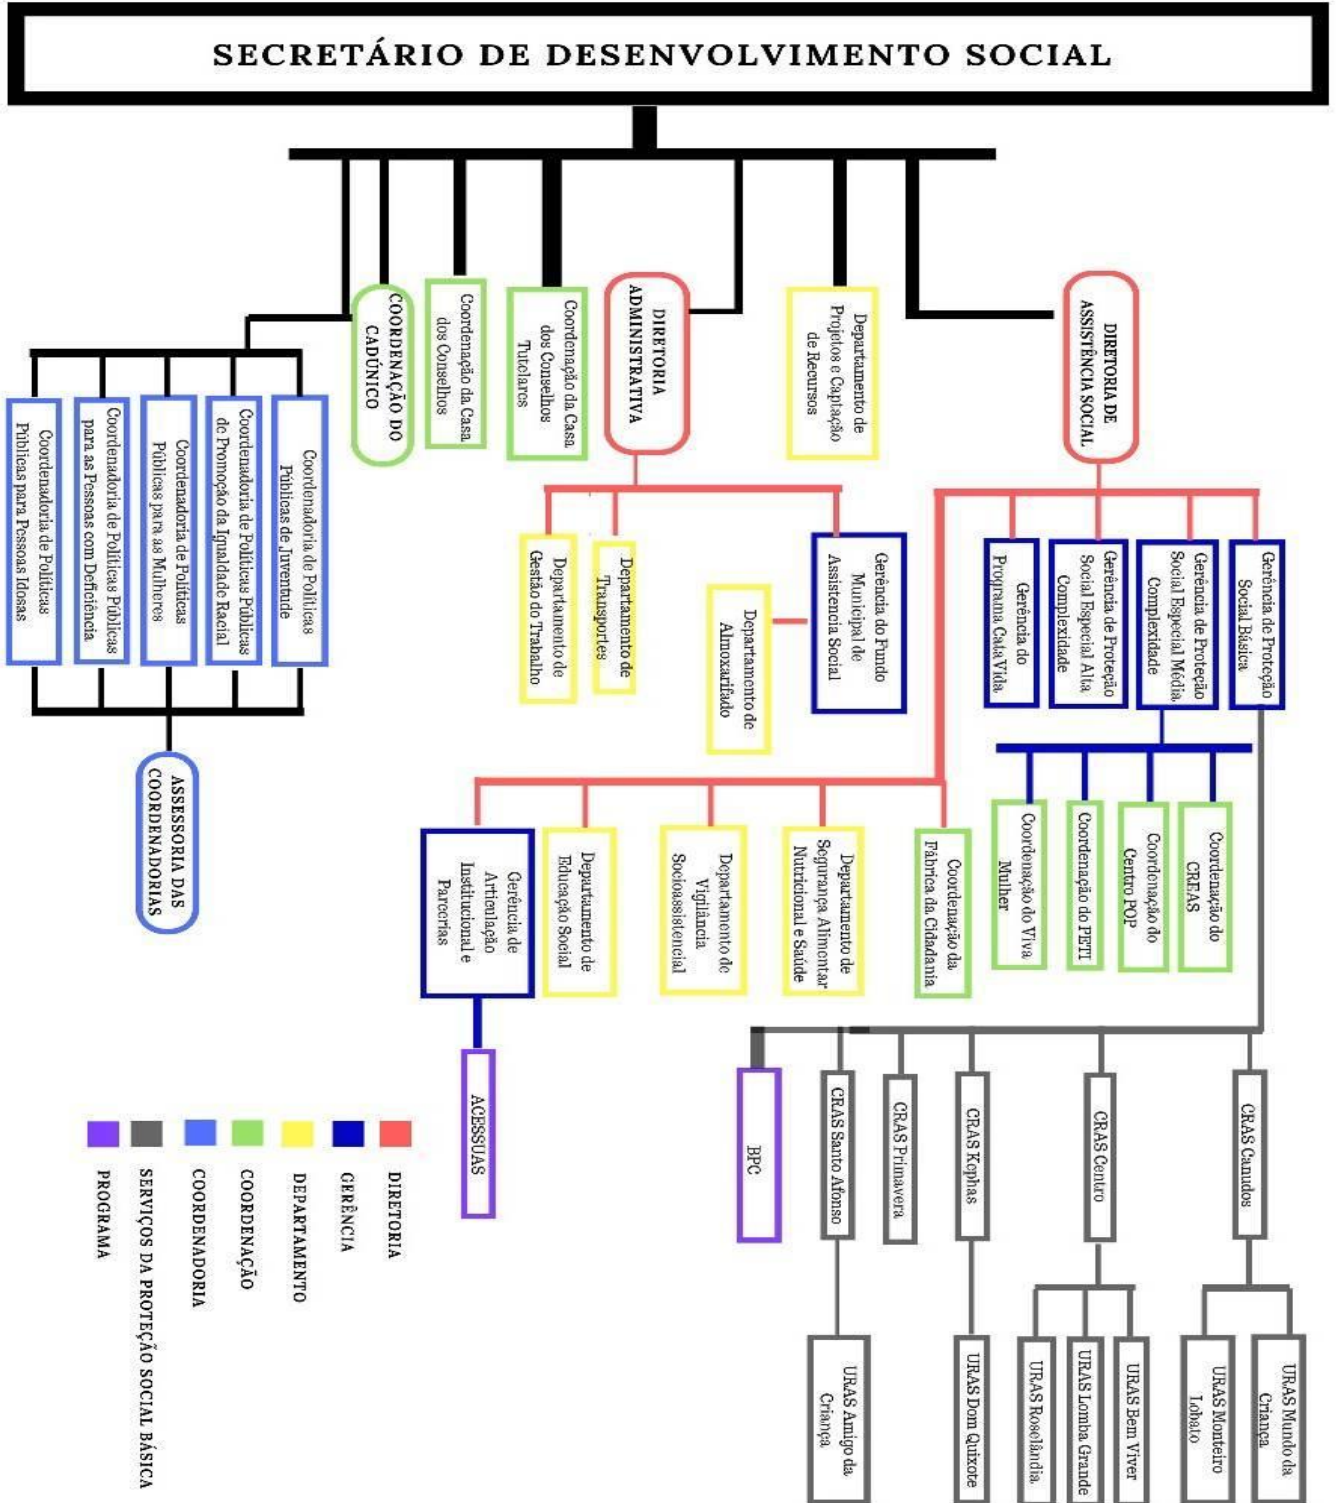 SECRETÁRIO DE DESENVOLVIMENTO SOCIAL
COORDENAÇÃO DO
CADÚNICO
Coordenação da Casa
dos Conselhos
Coordenação da Casa
dos Conselhos
Tutelares
DIRETORIA
ADMINISTRATIVA
Departamento de
Projetos e Captação
de Recursos
DIRETORIA DE
ASSISTÊNCIA SOCIAL
Coordenadoria de Políticas
Públicas para Pessoas Idosas
Coordenadoria de Políticas Públicas
para as Pessoas com Deficiência
Coordenadoria de Políticas
Públicas para as Mulheres
Coordenadoria de Políticas Públicas
de Promoção da Igualdade Racial
Coordenadoria de Políticas
Públicas de Juventude
ASSESSORIA DAS
COORDENADORIAS
Departamento de
Gestão do Trabalho
Departamento de
Transportes
Departamento de
Almoxarifado
Gerência do Fundo
Municipal de
Assistencia Social
Gerência do
Programa CataVida
Gerência de Proteção
Social Especial Alta
Complexidade
Gerência de Proteção
Social Especial Média
Complexidade
Gerência de Proteção
Social Básica
Coordenação do Viva
Mulher
Coordenação do PETI
Coordenação do
Centro POP
Coordenação do
CREAS
Gerência de
Articulação
Institucional e
Parcerias
Departamento de
Educação Social
Departamento de
Vigilância
Socioassistencial
Departamento de
Segurança Alimentar
Nutricional e Saúde
Coordenação da
Fábrica da Cidadania
ACESSUAS
BPC
CRAS Santo Afonso
CRAS Primavera
CRAS Kephas
CRAS Centro
CRAS Canudos
URAS Amigo da
Criança
URAS Dom Quixote
URAS Roselândia
URAS Lomba Grande
URAS Bem Viver
URAS Monteiro
Lobato
URAS Mundo da
Criança
DIRETORIA
GERÊNCIA
DEPARTAMENTO
COORDENAÇÃO
COORDENADORIA
SERVIÇOS DA PROTEÇÃO SOCIAL BÁSICA
PROGRAMA